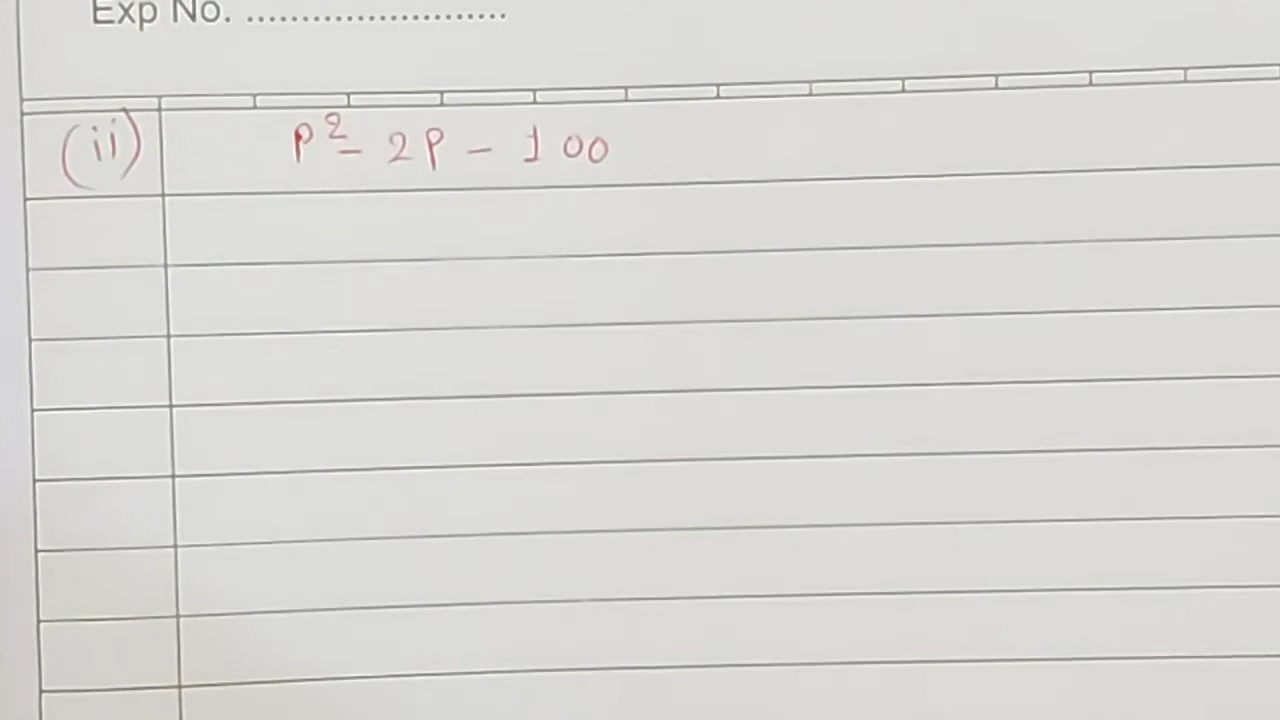 Exp No. ......................
(ii) P² - 2P - 100